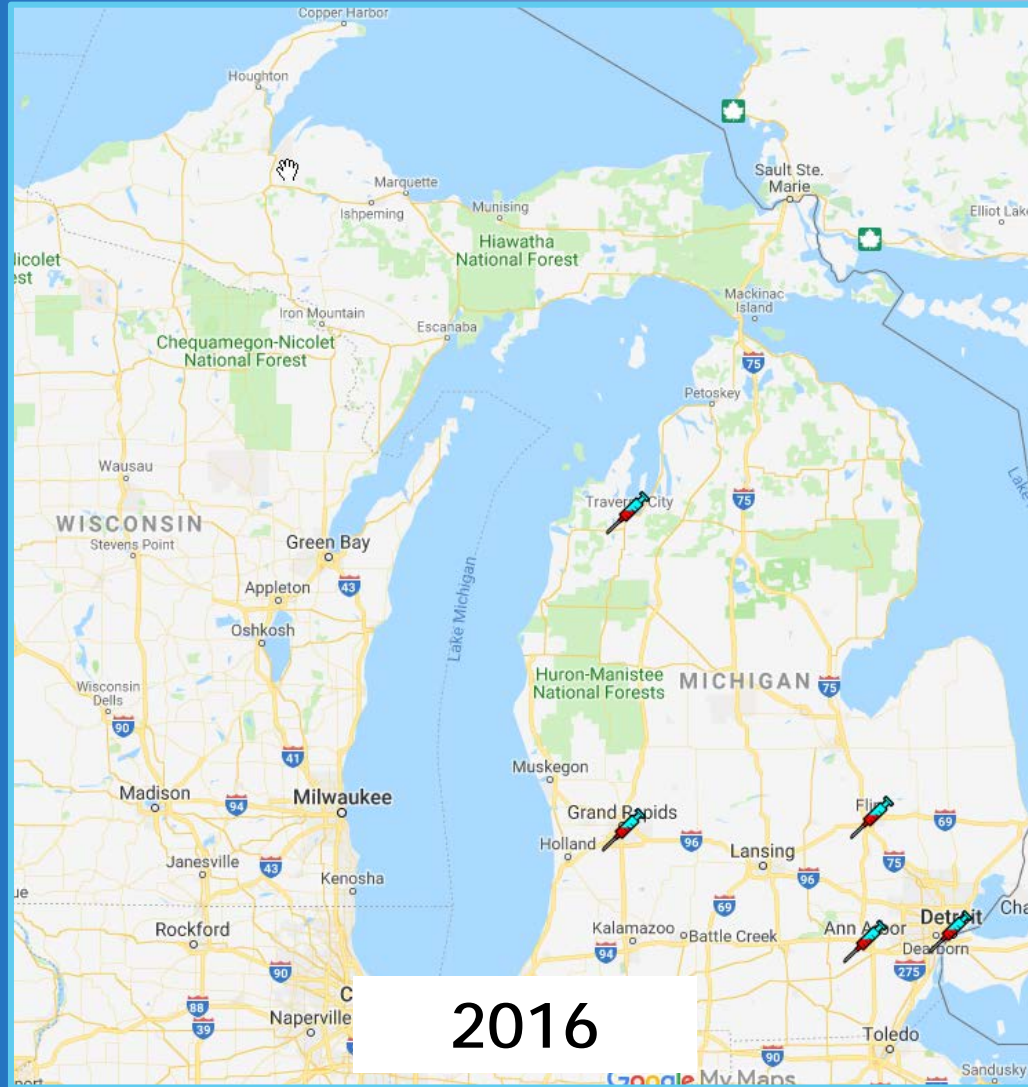 Copper Harbor
Houghton
Marquette
Ishpeming
Munising
Sault Ste.
Marie
Elliot Lake
Hiawatha
National Forest
Iron Mountain
Escanaba
Mackinac
Island
Chequamegon-Nicolet
National Forest
75
Petoskey
Wausau
WISCONSIN
Stevens Point
75
Green Bay
43
Appleton
Oshkosh
Lake Michigan
Wisconsin
Dells
90
Huron-Manistee
National Forests
MICHIGAN
75
41
Muskegon
Madison
94
Milwaukee
Grand Rapids
69
Holland
96
Lansing
96
75
Janesville
43
Kenosha
69
Rockford
Kalamazoo
Battle Creek
Detroit
Dearborn
94
90
275
88
39
Naperville
2016
Toledo
90
Google My Maps
Sandusky